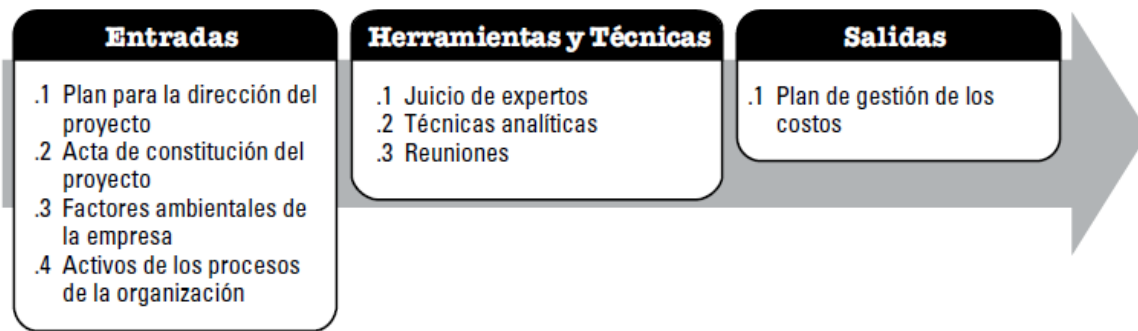 Entradas
.1 Plan para la dirección del
proyecto
.2 Acta de constitución del
proyecto
.3 Factores ambientales de
la empresa
.4 Activos de los procesos
de la organización
Herramientas y Técnicas
.1 Juicio de expertos
.2 Técnicas analíticas
.3 Reuniones
Salidas
.1 Plan de gestión de los
costos